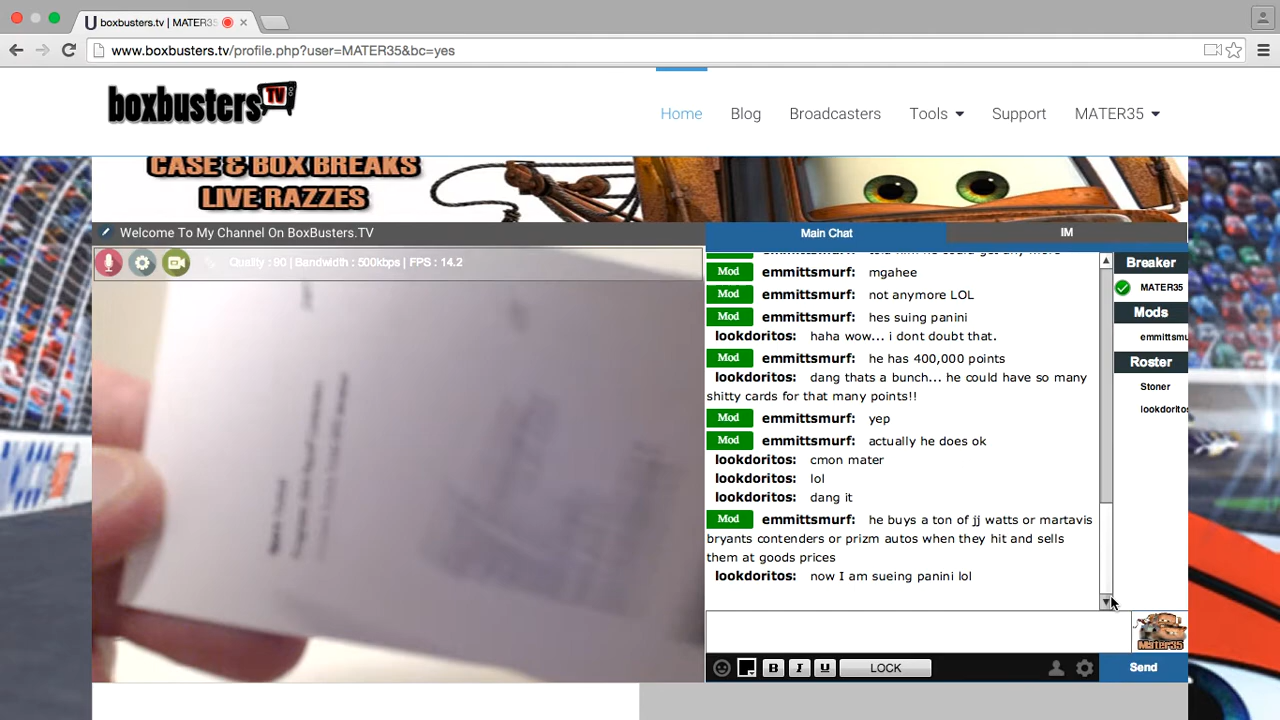 boxbusters.tv | MATER35
www.boxbusters.tv/profile.php?user=MATER35&bc=yes
boxbusters TV
Home Blog Broadcasters Tools Support MATER35
CASE & BOX BREAKS
LIVE RAZZES
Welcome To My Channel On BoxBusters.TV
Main Chat IM
Quality : 90 | Bandwidth : 500kbps | FPS : 14.2
Mod emmittsmurf: mgahee
Mod emmittsmurf: not anymore LOL
Mod emmittsmurf: hes suing panini
lookdoritos: haha wow... i dont doubt that.
Mod emmittsmurf: he has 400,000 points
lookdoritos: dang thats a bunch... he could have so many
shitty cards for that many points!!
Mod emmittsmurf: yep
Mod emmittsmurf: actually he does ok
lookdoritos: cmon mater
lookdoritos: lol
lookdoritos: dang it
Mod emmittsmurf: he buys a ton of jj watts or martavis
bryants contenders or prizm autos when they hit and sells
them at goods prices
lookdoritos: now I am sueing panini lol
Breaker
MATER35
Mods
emmittsmu
Roster
Stoner
lookdoritos
Mater35
B I U LOCK Send